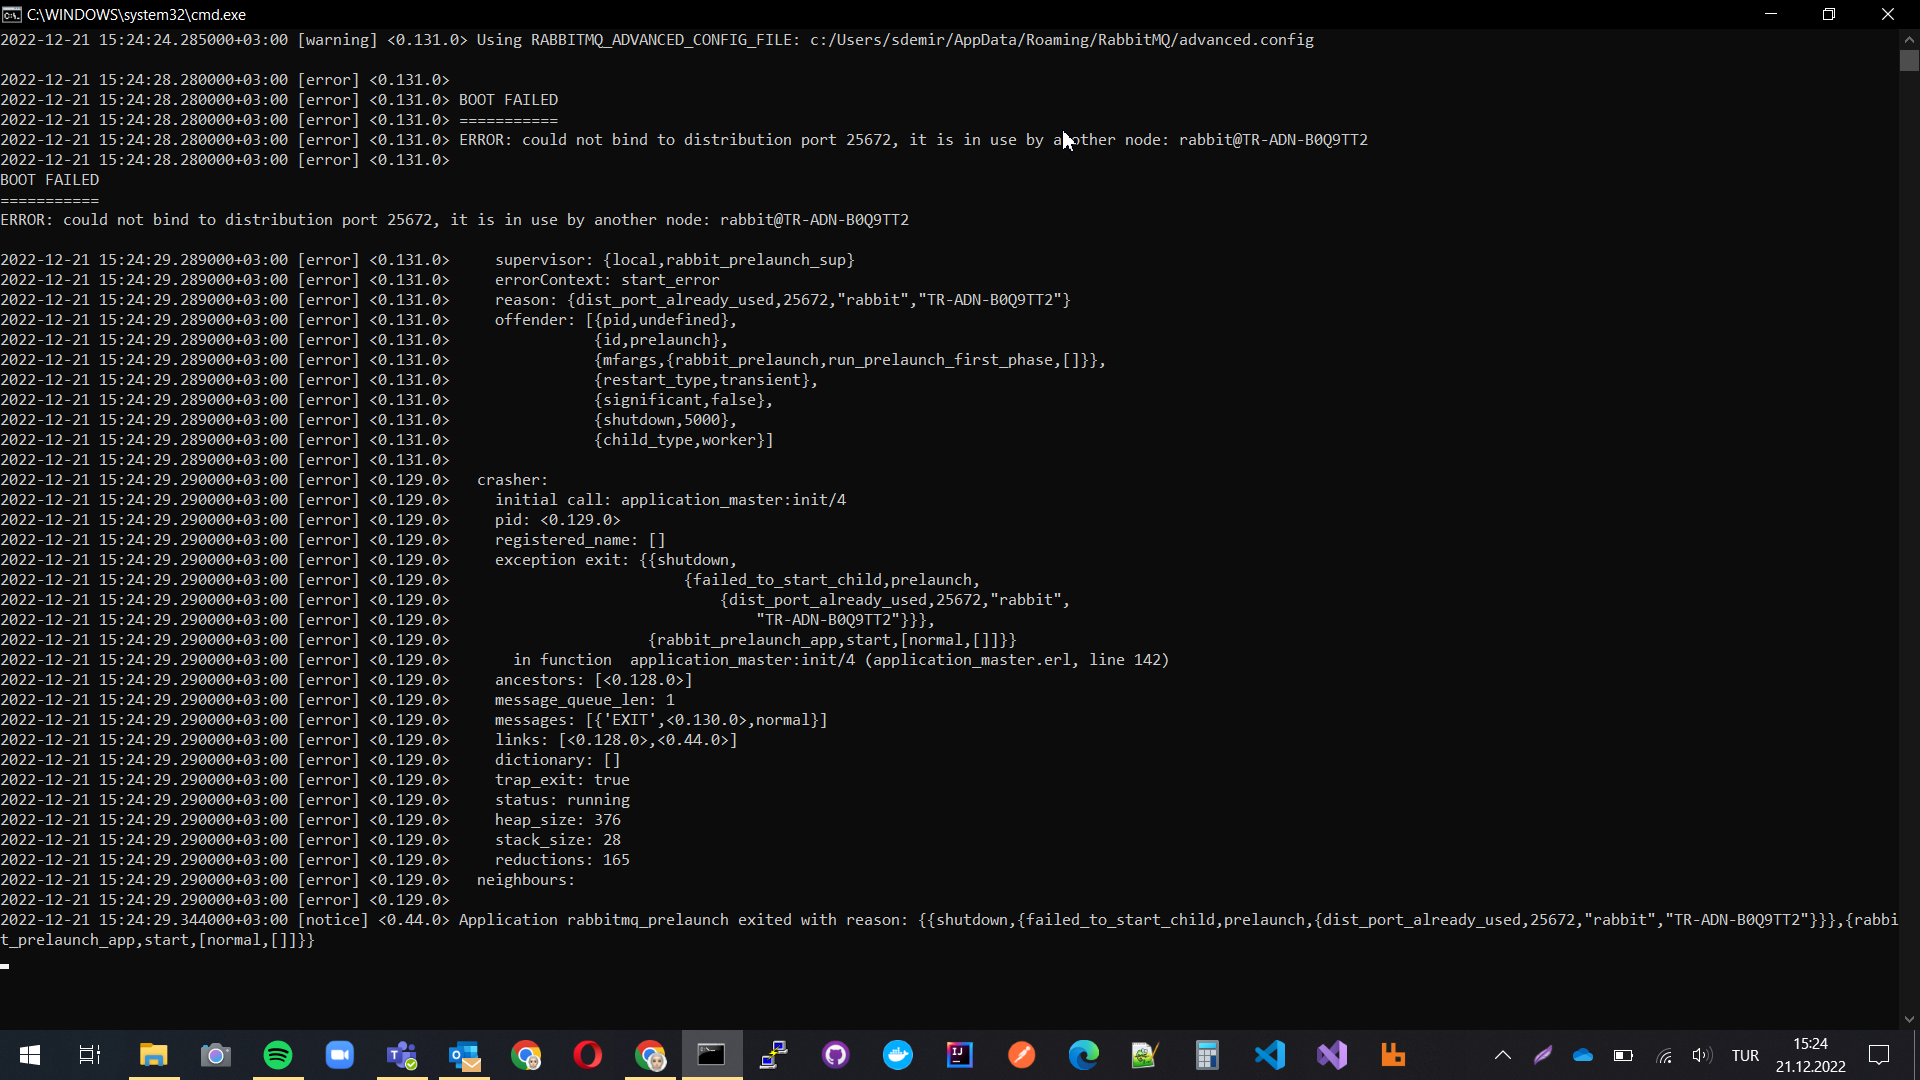 C:\WINDOWS\system32\cmd.exe
2022-12-21 15:24:24.285000+03:00 [warning] <0.131.0> Using RABBITMQ_ADVANCED_CONFIG_FILE: c:/Users/sdemir/AppData/Roaming/RabbitMQ/advanced.config
2022-12-21 15:24:28.280000+03:00 [error] <0.131.0>
2022-12-21 15:24:28.280000+03:00 [error] <0.131.0> BOOT FAILED
2022-12-21 15:24:28.280000+03:00 [error] <0.131.0> ===========
2022-12-21 15:24:28.280000+03:00 [error] <0.131.0> ERROR: could not bind to distribution port 25672, it is in use by another node: rabbit@TR-ADN-B0Q9TT2
2022-12-21 15:24:28.280000+03:00 [error] <0.131.0>
BOOT FAILED
===========
ERROR: could not bind to distribution port 25672, it is in use by another node: rabbit@TR-ADN-B0Q9TT2
2022-12-21 15:24:29.289000+03:00 [error] <0.131.0>     supervisor: {local,rabbit_prelaunch_sup}
2022-12-21 15:24:29.289000+03:00 [error] <0.131.0>     errorContext: start_error
2022-12-21 15:24:29.289000+03:00 [error] <0.131.0>     reason: {dist_port_already_used,25672,"rabbit","TR-ADN-B0Q9TT2"}
2022-12-21 15:24:29.289000+03:00 [error] <0.131.0>     offender: [{pid,undefined},
2022-12-21 15:24:29.289000+03:00 [error] <0.131.0>                {id,prelaunch},
2022-12-21 15:24:29.289000+03:00 [error] <0.131.0>                {mfargs,{rabbit_prelaunch,run_prelaunch_first_phase,[]}},
2022-12-21 15:24:29.289000+03:00 [error] <0.131.0>                {restart_type,transient},
2022-12-21 15:24:29.289000+03:00 [error] <0.131.0>                {significant,false},
2022-12-21 15:24:29.289000+03:00 [error] <0.131.0>                {shutdown,5000},
2022-12-21 15:24:29.289000+03:00 [error] <0.131.0>                {child_type,worker}]
2022-12-21 15:24:29.289000+03:00 [error] <0.131.0>
2022-12-21 15:24:29.290000+03:00 [error] <0.129.0>   crasher:
2022-12-21 15:24:29.290000+03:00 [error] <0.129.0>     initial call: application_master:init/4
2022-12-21 15:24:29.290000+03:00 [error] <0.129.0>     pid: <0.129.0>
2022-12-21 15:24:29.290000+03:00 [error] <0.129.0>     registered_name: []
2022-12-21 15:24:29.290000+03:00 [error] <0.129.0>     exception exit: {{shutdown,
2022-12-21 15:24:29.290000+03:00 [error] <0.129.0>                          {failed_to_start_child,prelaunch,
2022-12-21 15:24:29.290000+03:00 [error] <0.129.0>                              {dist_port_already_used,25672,"rabbit",
2022-12-21 15:24:29.290000+03:00 [error] <0.129.0>                                  "TR-ADN-B0Q9TT2"}}},
2022-12-21 15:24:29.290000+03:00 [error] <0.129.0>                      {rabbit_prelaunch_app,start,[normal,[]]}}
2022-12-21 15:24:29.290000+03:00 [error] <0.129.0>       in function  application_master:init/4 (application_master.erl, line 142)
2022-12-21 15:24:29.290000+03:00 [error] <0.129.0>     ancestors: [<0.128.0>]
2022-12-21 15:24:29.290000+03:00 [error] <0.129.0>     message_queue_len: 1
2022-12-21 15:24:29.290000+03:00 [error] <0.129.0>     messages: [{'EXIT',<0.130.0>,normal}]
2022-12-21 15:24:29.290000+03:00 [error] <0.129.0>     links: [<0.128.0>,<0.44.0>]
2022-12-21 15:24:29.290000+03:00 [error] <0.129.0>     dictionary: []
2022-12-21 15:24:29.290000+03:00 [error] <0.129.0>     trap_exit: true
2022-12-21 15:24:29.290000+03:00 [error] <0.129.0>     status: running
2022-12-21 15:24:29.290000+03:00 [error] <0.129.0>     heap_size: 376
2022-12-21 15:24:29.290000+03:00 [error] <0.129.0>     stack_size: 28
2022-12-21 15:24:29.290000+03:00 [error] <0.129.0>     reductions: 165
2022-12-21 15:24:29.290000+03:00 [error] <0.129.0>   neighbours:
2022-12-21 15:24:29.290000+03:00 [error] <0.129.0>
2022-12-21 15:24:29.344000+03:00 [notice] <0.44.0> Application rabbitmq_prelaunch exited with reason: {{shutdown,{failed_to_start_child,prelaunch,{dist_port_already_used,25672,"rabbit","TR-ADN-B0Q9TT2"}}},{rabbi
t_prelaunch_app,start,[normal,[]]}}
TUR
15:24
21.12.2022